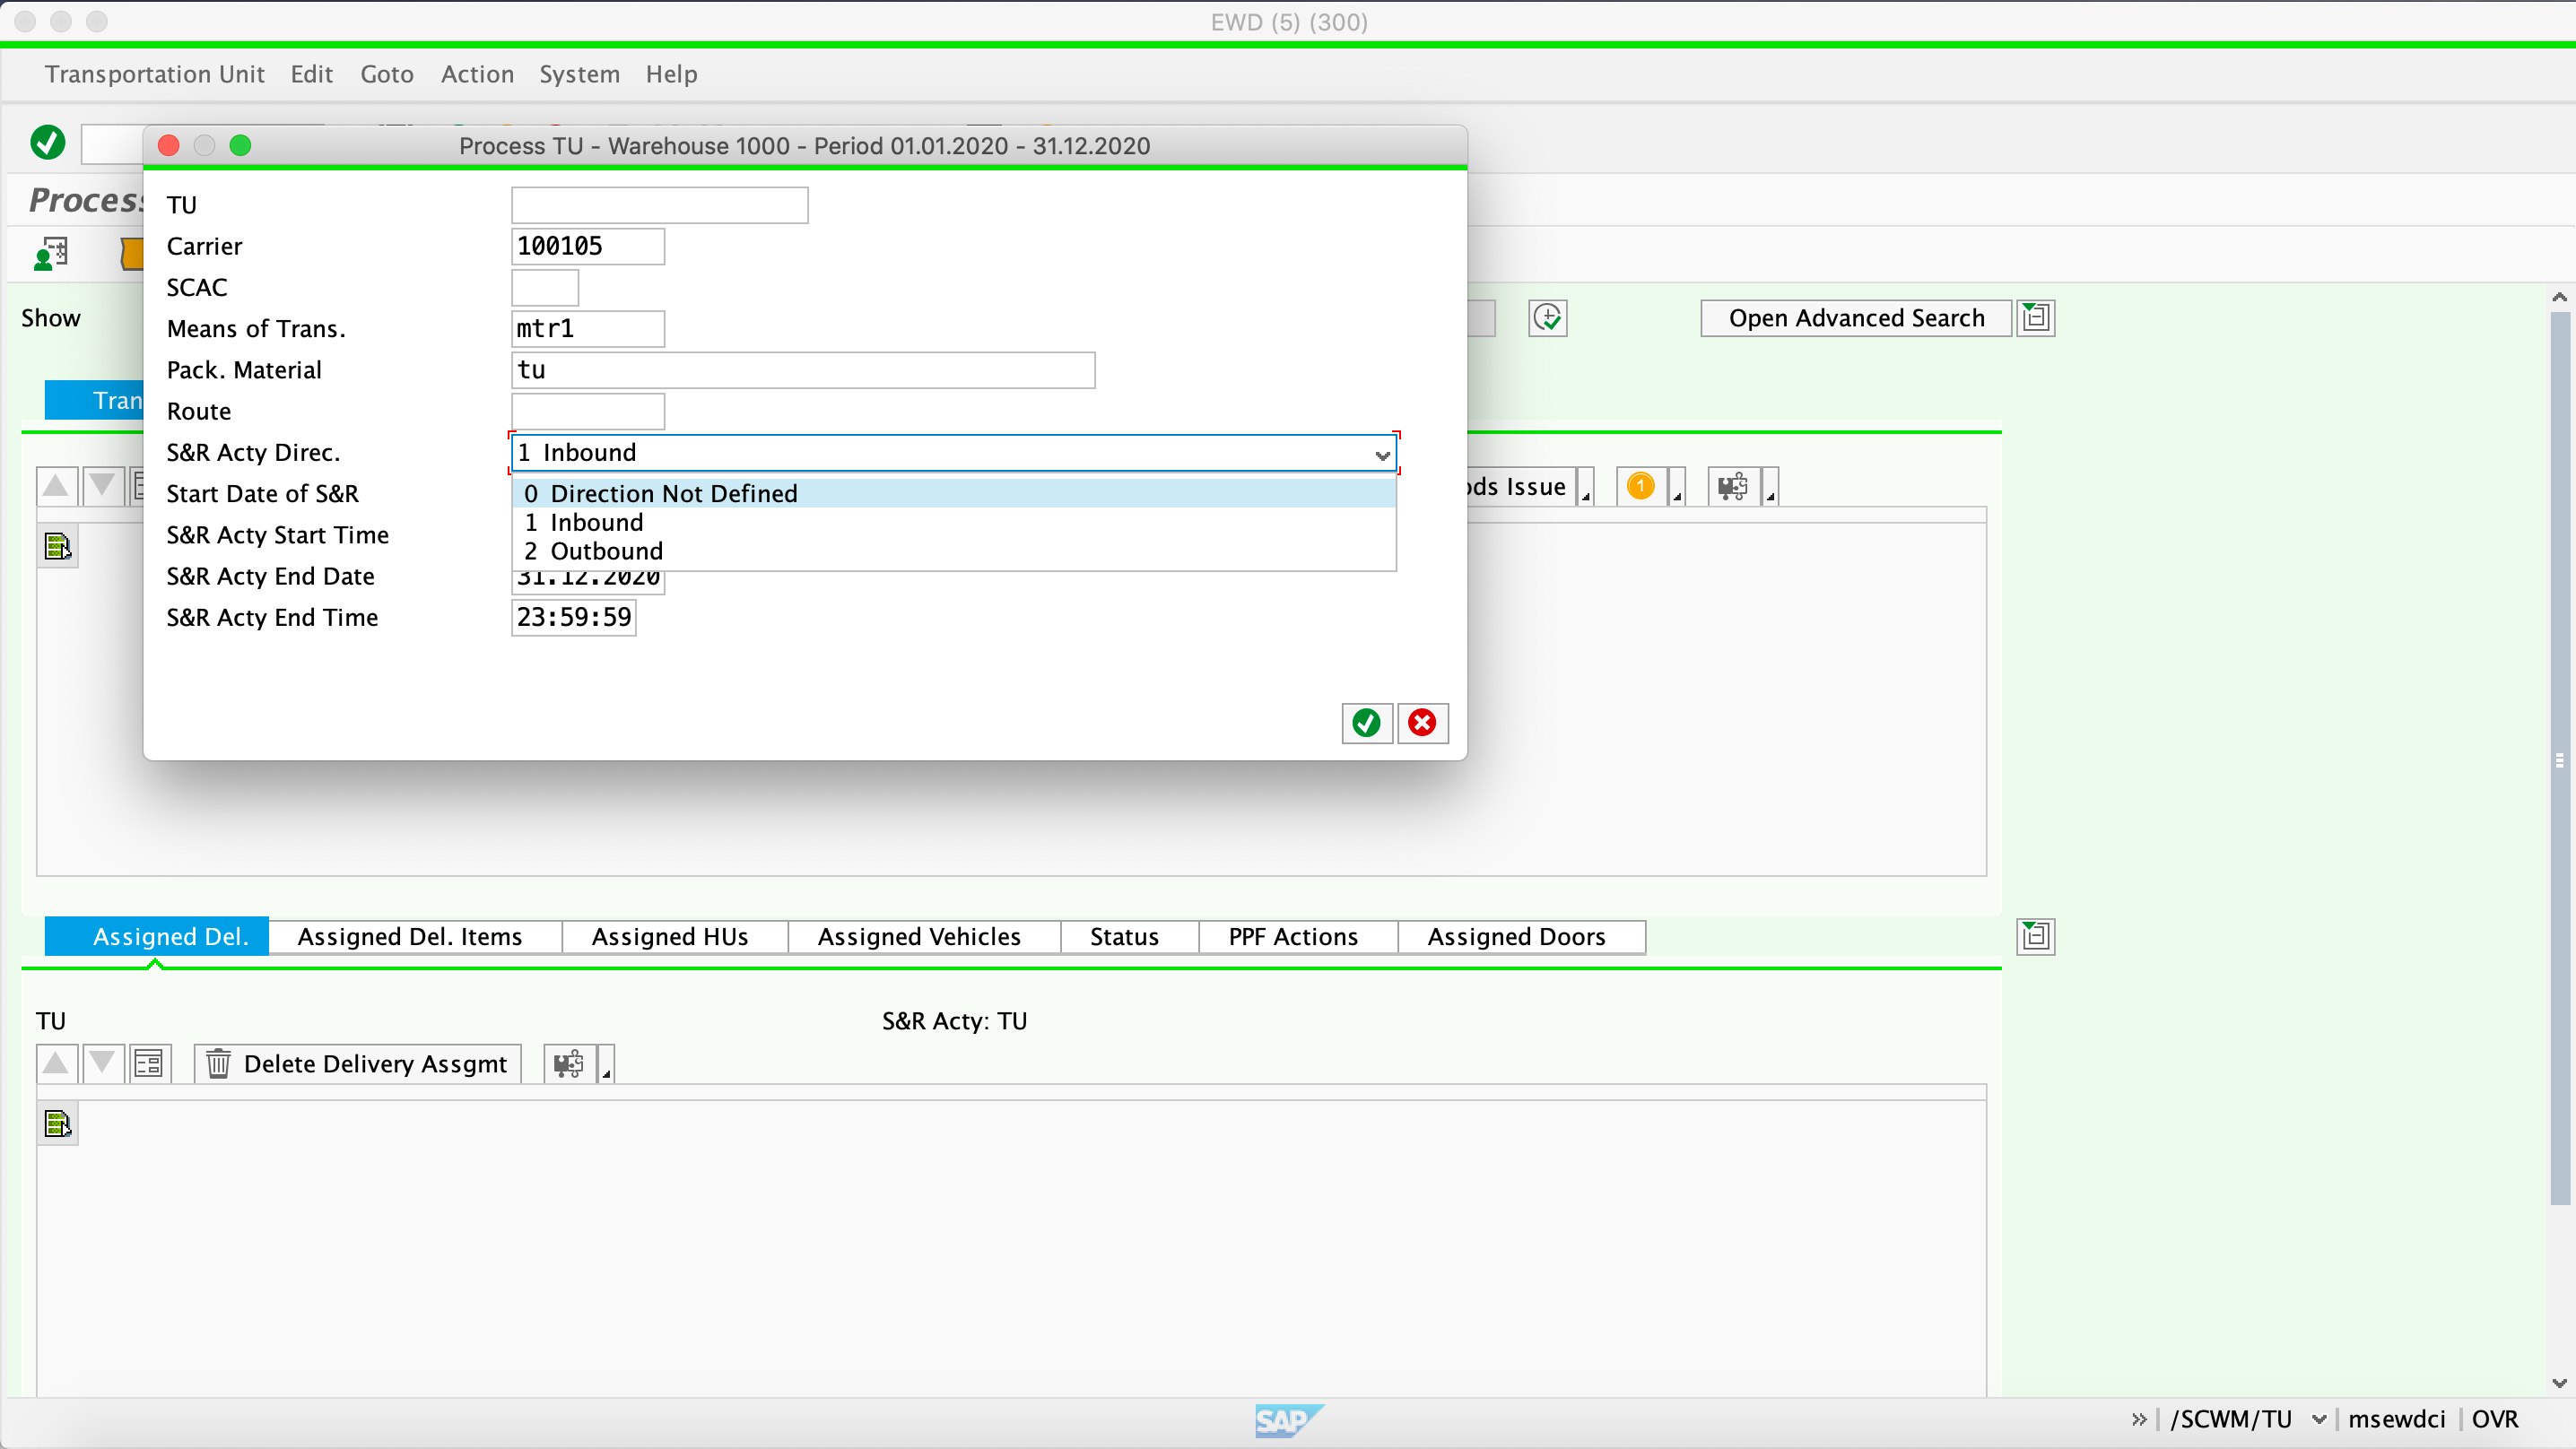 EWD (5) (300)
Transportation Unit Edit Goto Action System Help
Process TU - Warehouse 1000 - Period 01.01.2020 - 31.12.2020
TU
Carrier 100105
SCAC
Means of Trans. mtr1
Pack. Material tu
Route
S&R Acty Direc. 1 Inbound
Start Date of S&R 0 Direction Not Defined
1 Inbound
S&R Acty Start Time
2 Outbound
S&R Acty End Date 31.12.2020
S&R Acty End Time 23:59:59
Show
Open Advanced Search
Issue
1
Assigned Del. Assigned Del. Items Assigned HUs Assigned Vehicles Status PPF Actions Assigned Doors
TU S&R Acty: TU
Delete Delivery Assgmt
SAP /SCWM/TU msewdci OVR